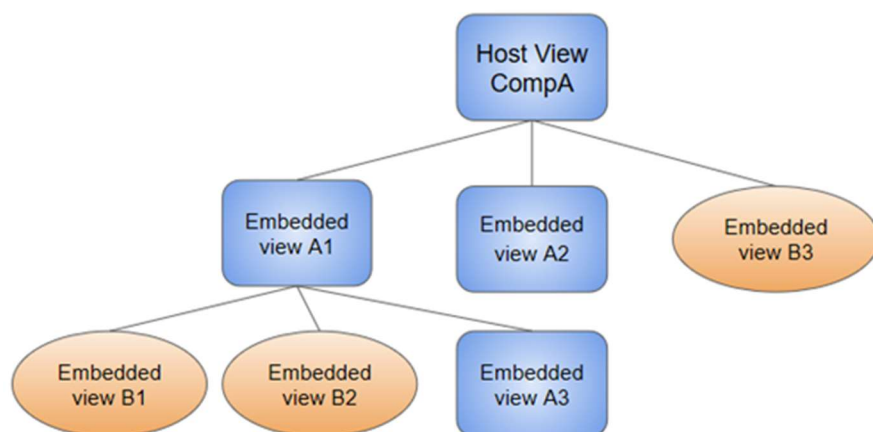 Host View
CompA
Embedded
view A1
Embedded
view A2
Embedded
view B3
Embedded
view B1
Embedded
view B2
Embedded
view A3